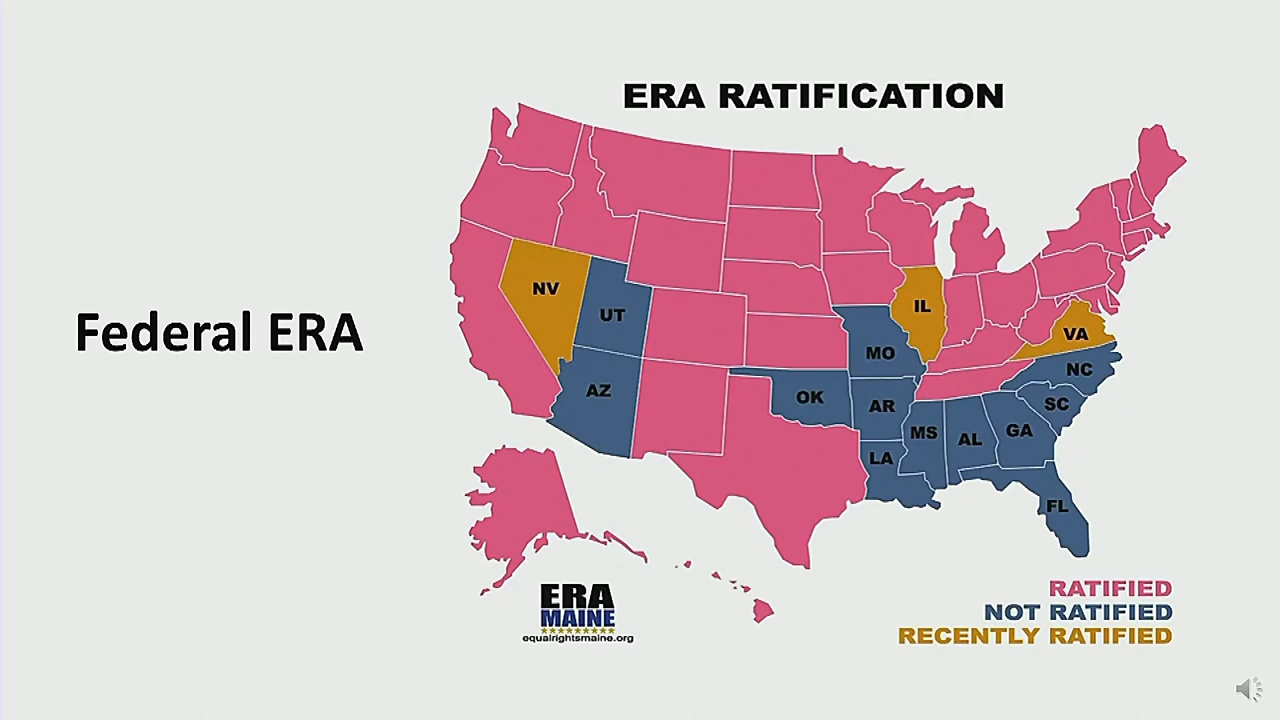 ERA RATIFICATION
Federal ERA
NV
UT
AZ
IL
MO
OK
AR
LA
MS
AL
GA
VA
NC
SC
FL
ERA
MAINE
equalrightsmaine.org
RATIFIED
NOT RATIFIED
RECENTLY RATIFIED